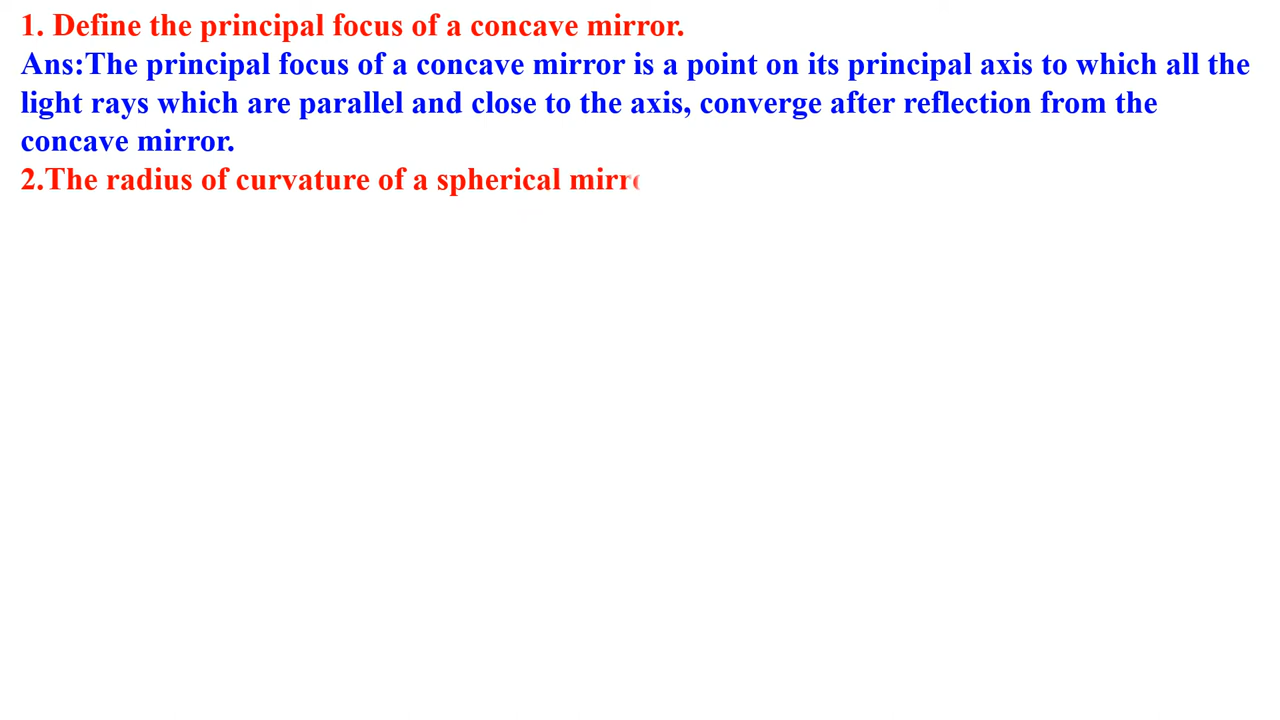 1. Define the principal focus of a concave mirror.
Ans:The principal focus of a concave mirror is a point on its principal axis to which all the
light rays which are parallel and close to the axis, converge after reflection from the
concave mirror.
2.The radius of curvature of a spherical